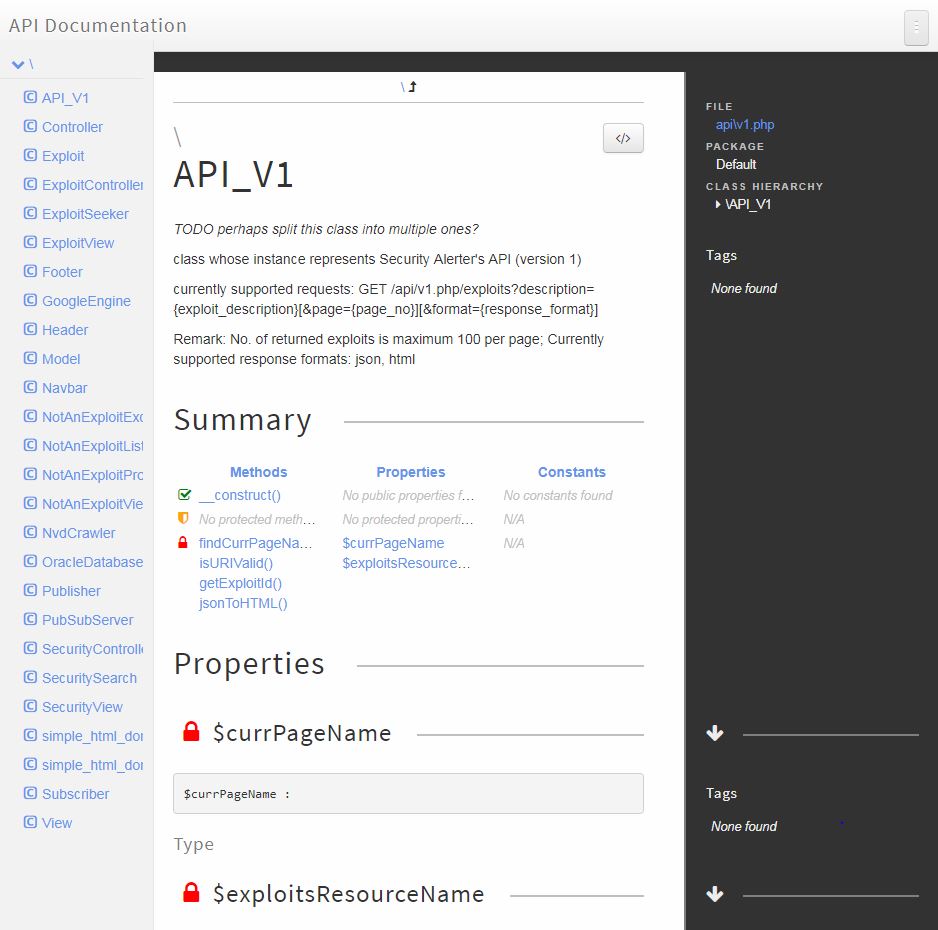 API Documentation
\
API_V1
Controller
Exploit
ExploitController
ExploitSeeker
ExploitView
Footer
GoogleEngine
Header
Model
Navbar
NotAnExploitExc
NotAnExploitList
NotAnExploitPro
NotAnExploitVie
NvdCrawler
OracleDatabase
Publisher
PubSubServer
SecurityControlle
SecuritySearch
SecurityView
simple_html_dor
simple_html_dor
Subscriber
View
\
\
</>
API_V1
TODO perhaps split this class into multiple ones?
class whose instance represents Security Alerter's API (version 1)
currently supported requests: GET /api/v1.php/exploits?description=
{exploit_description}[&page={page_no}][&format={response_format}]
Remark: No. of returned exploits is maximum 100 per page; Currently
supported response formats: json, html
Summary
Methods Properties Constants
__construct() No public properties f... No constants found
No protected meth... No protected properti... N/A
findCurrPageNa... $currPageName N/A
isURIValid() $exploitsResource...
getExploitId()
jsonToHTML()
Properties
$currPageName
$currPageName :
Type
$exploitsResourceName
FILE
api\v1.php
PACKAGE
Default
CLASS HIERARCHY
\API_V1
Tags
None found
Tags
None found